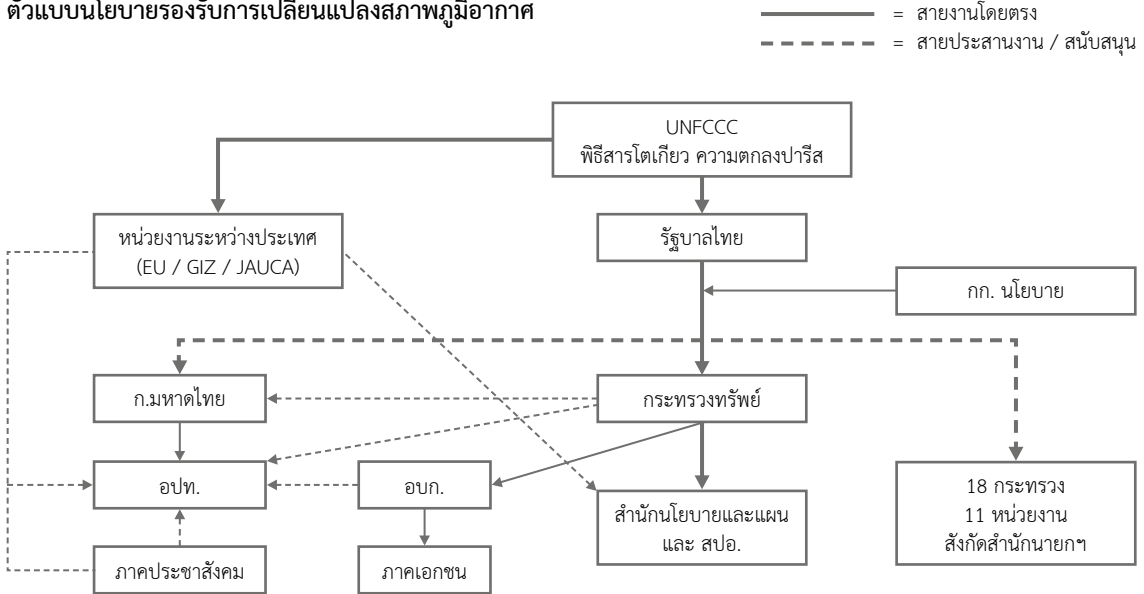 ตัวแบบนโยบายรองรับการเปลี่ยนแปลงสภาพภูมิอากาศ
= สายงานโดยตรง
= สายประสานงาน / สนับสนุน
UNFCCC
พิธีสารโตเกียว ความตกลงปารีส
หน่วยงานระหว่างประเทศ
(EU / GIZ / JAUCA)
รัฐบาลไทย
กก. นโยบาย
ก.มหาดไทย
กระทรวงทรัพย์
อปท.
อบก.
สำนักนโยบายและแผน
และ สปอ.
18 กระทรวง
11 หน่วยงาน
สังกัดสำนักนายกฯ
ภาคประชาสังคม
ภาคเอกชน